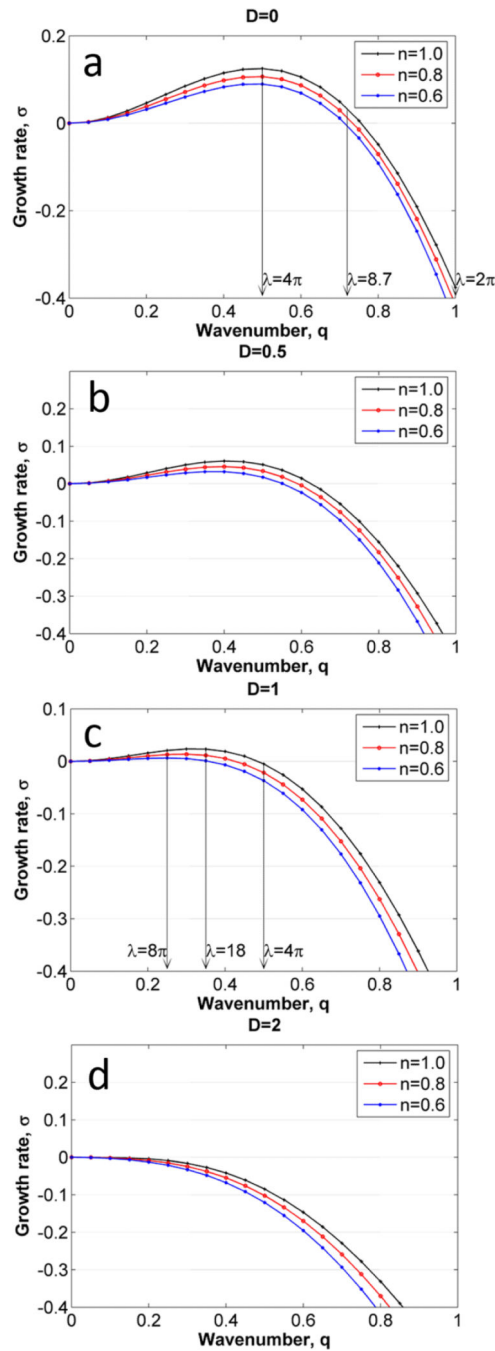 D=0
a
n=1.0
n=0.8
n=0.6
Growth rate, σ
0.2
0
-0.2
-0.4
λ=4π
λ=8.7
λ=2π
0
0.2
0.4
0.6
0.8
1
Wavenumber, q
D=0.5
b
n=1.0
n=0.8
n=0.6
Growth rate, σ
0.2
0.1
0
-0.1
-0.2
-0.3
-0.4
0
0.2
0.4
0.6
0.8
1
Wavenumber, q
D=1
c
n=1.0
n=0.8
n=0.6
Growth rate, σ
0.1
0
-0.1
-0.2
-0.3
-0.4
λ=8π
λ=18
λ=4π
0
0.2
0.4
0.6
0.8
1
Wavenumber, q
D=2
d
n=1.0
n=0.8
n=0.6
Growth rate, σ
0.2
0.1
0
-0.1
-0.2
-0.3
-0.4
0
0.2
0.4
0.6
0.8
1
Wavenumber, q